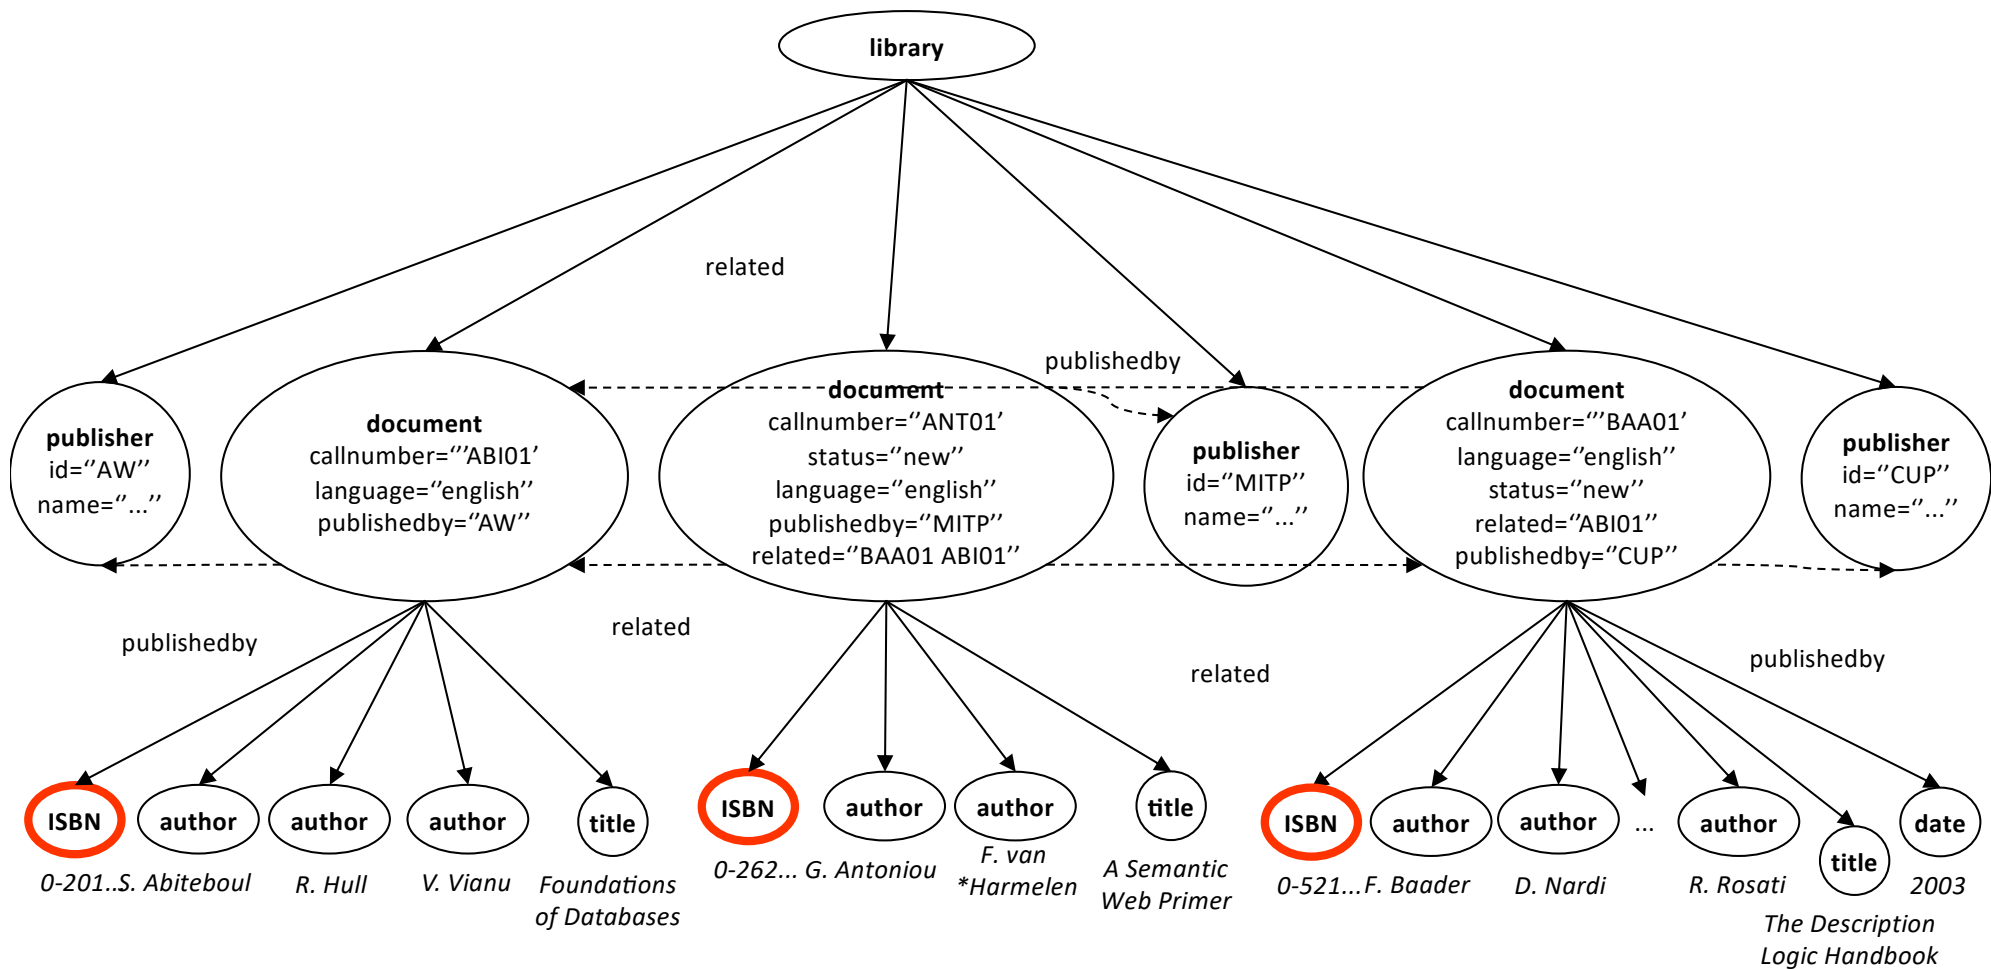 library
related
publishedby
publisher
id="AW''
name="...''
document
callnumber="'ABI01'
language="english''
publishedby="AW''
document
callnumber="ANT01'
status="new''
language="english''
publishedby="MITP''
related="BAA01 ABI01''
publisher
id="MITP''
name="...''
document
callnumber="'BAA01'
language="english''
status="new''
related="ABI01''
publishedby="CUP''
publisher
id="CUP''
name="...''
publishedby
related
related
publishedby
ISBN
author
author
author
title
ISBN
author
author
title
ISBN
author
author
...
author
title
date
0-201...
S. Abiteboul
R. Hull
V. Vianu
Foundations
of Databases
0-262...
G. Antoniou
F. van
*Harmelen
A Semantic
Web Primer
0-521...
F. Baader
D. Nardi
R. Rosati
The Description
Logic Handbook
2003